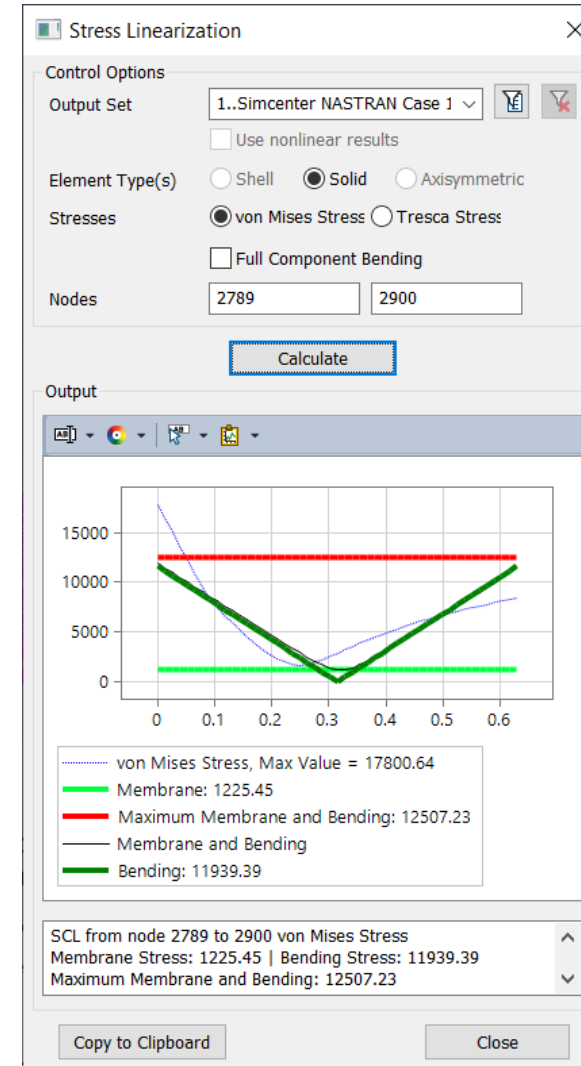 Stress Linearization
Control Options
Output Set 1..Simcenter NASTRAN Case 1
Use nonlinear results
Element Type(s) Shell Solid Axisymmetric
Stresses von Mises Stress Tresca Stress
Full Component Bending
Nodes 2789 2900
Calculate
Output
15000
10000
5000
0
0 0.1 0.2 0.3 0.4 0.5 0.6
von Mises Stress, Max Value = 17800.64
Membrane: 1225.45
Maximum Membrane and Bending: 12507.23
Membrane and Bending
Bending: 11939.39
SCL from node 2789 to 2900 von Mises Stress
Membrane Stress: 1225.45 | Bending Stress: 11939.39
Maximum Membrane and Bending: 12507.23
Copy to Clipboard Close